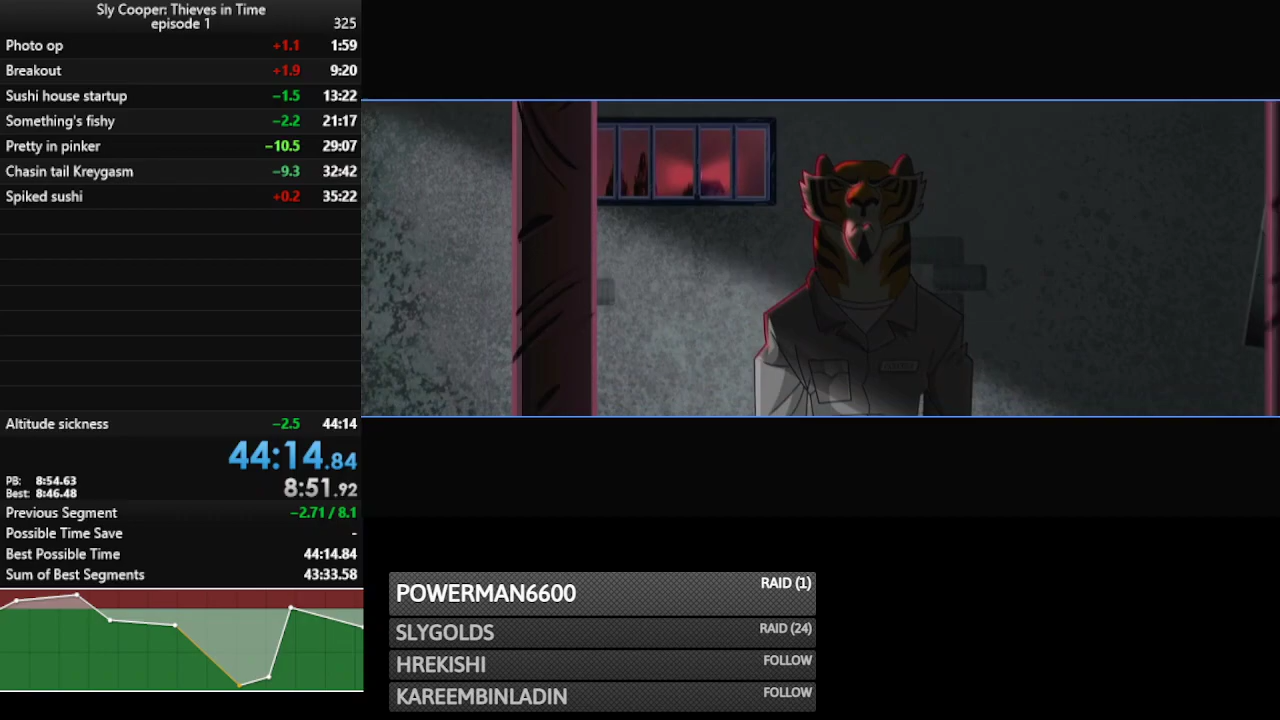 Sly Cooper: Thieves in Time
episode 1 325
Photo op +1.1 1:59
Breakout +1.9 9:20
Sushi house startup −1.5 13:22
Something's fishy −2.2 21:17
Pretty in pinker −10.5 29:07
Chasin tail Kreygasm −9.3 32:42
Spiked sushi +0.2 35:22
Altitude sickness −2.5 44:14
44:14.84
PB: 8:54.63
Best: 8:46.48
8:51.92
Previous Segment −2.71 / 8.1
Possible Time Save -
Best Possible Time 44:14.84
Sum of Best Segments 43:33.58
POWERMAN6600 RAID (1)
SLYGOLDS RAID (24)
HREKISHI FOLLOW
KAREEMBINLADIN FOLLOW